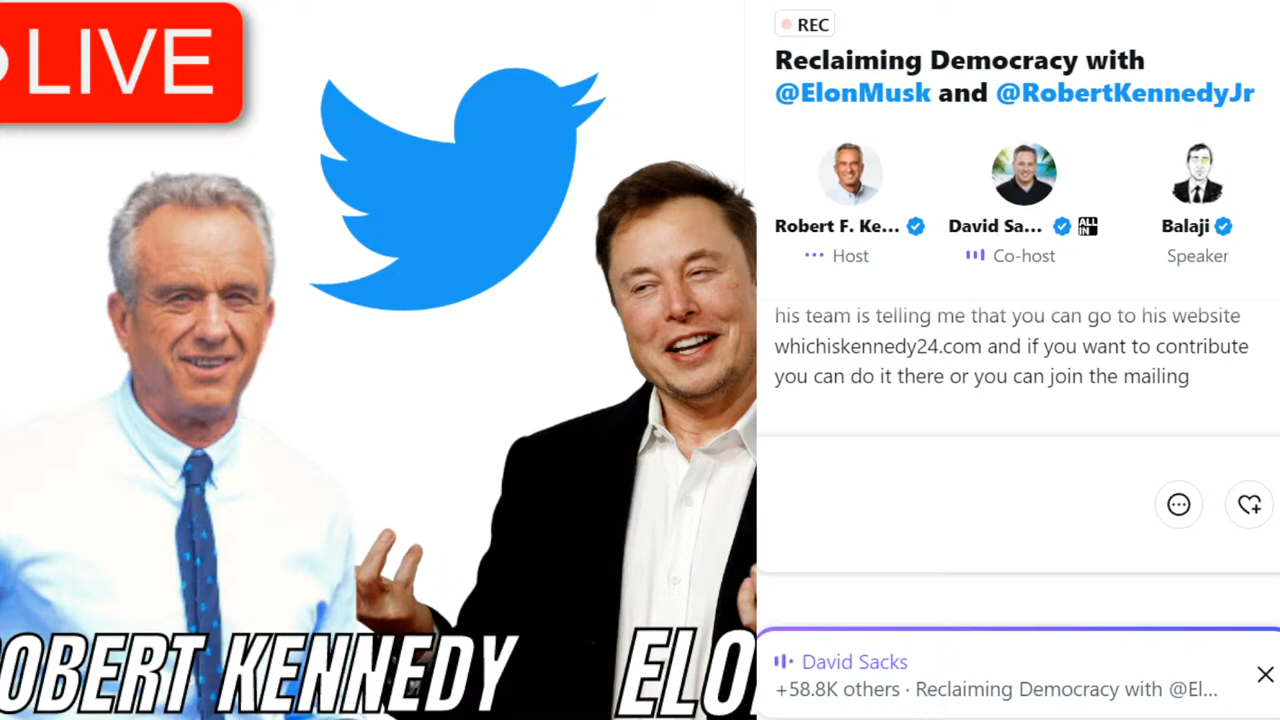 LIVE
OBERT KENNEDY
ELO
REC
Reclaiming Democracy with
@ElonMusk and @RobertKennedyJr
Robert F. Ke...
David Sa...
ALL IN
Balaji
Host
Co-host
Speaker
his team is telling me that you can go to his website
whichiskennedy24.com and if you want to contribute
you can do it there or you can join the mailing
David Sacks
+58.8K others · Reclaiming Democracy with @El...